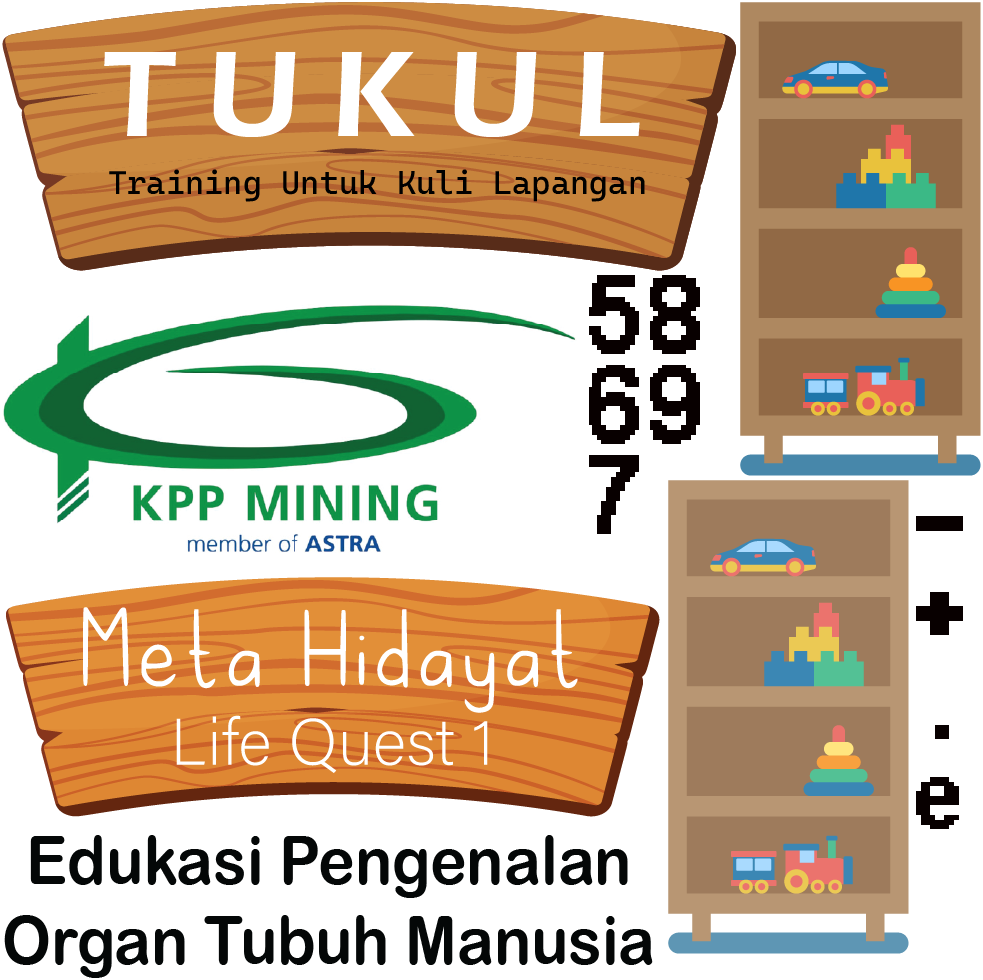 TUKUL
Training Untuk Kuli Lapangan
58
69
7
KPP MINING
member of ASTRA
Meta Hidayat
Life Quest 1
-
+
.
e
Edukasi Pengenalan
Organ Tubuh Manusia